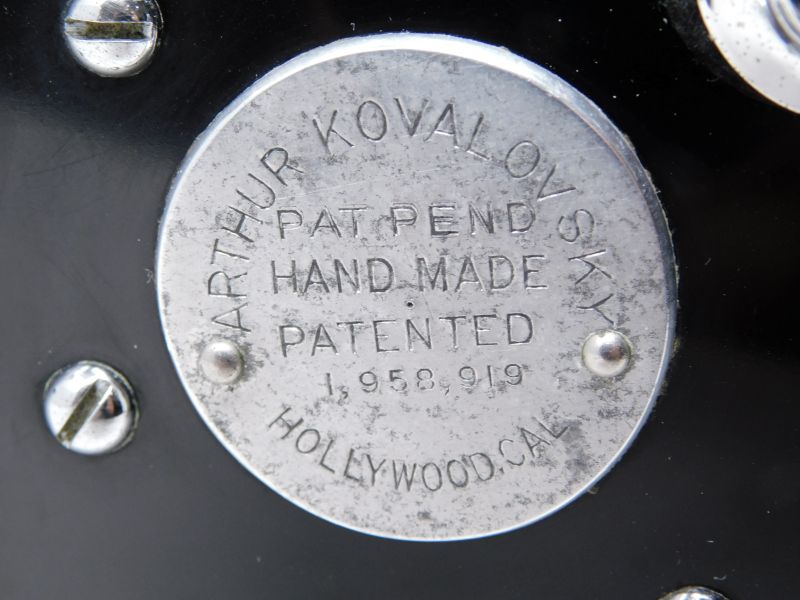 ARTHUR KOVALOVSKY
PAT PEND
HAND MADE
PATENTED
1,958,919
HOLLYWOOD, CAL